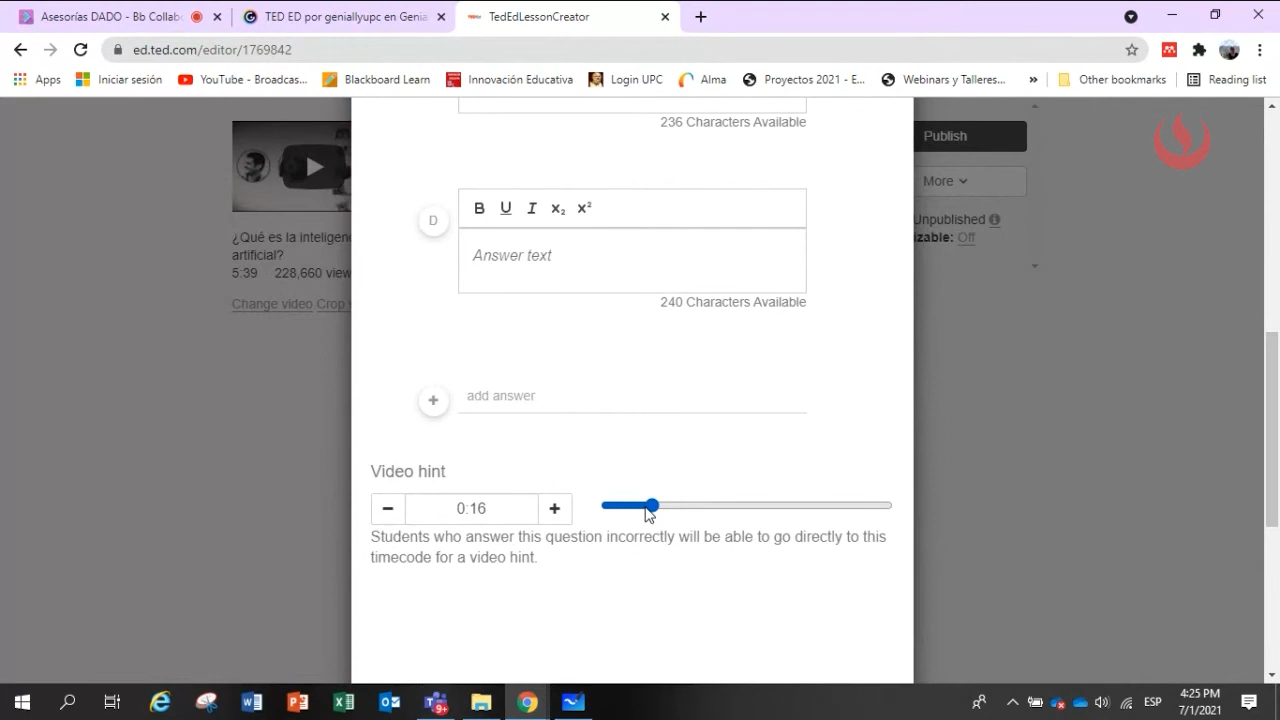 Asesorías DADO - Bb Collab
TED ED por geniallyupc en Genia
TED Ed
TedEdLessonCreator
ed.ted.com/editor/1769842
Apps
Iniciar sesión
YouTube - Broadcas...
Blackboard Learn
Innovación Educativa
Login UPC
Alma
Proyectos 2021 - E...
Webinars y Talleres...
»
Other bookmarks
Reading list
236 Characters Available
Publish
More
Unpublished
izable: Off
¿Qué es la inteligen
artificial?
5:39 228,660 view
Change video Crop v
D
B U I x₂ x²
Answer text
240 Characters Available
+ add answer
Video hint
- 0:16 +
Students who answer this question incorrectly will be able to go directly to this
timecode for a video hint.
9+
ESP
4:25 PM
7/1/2021